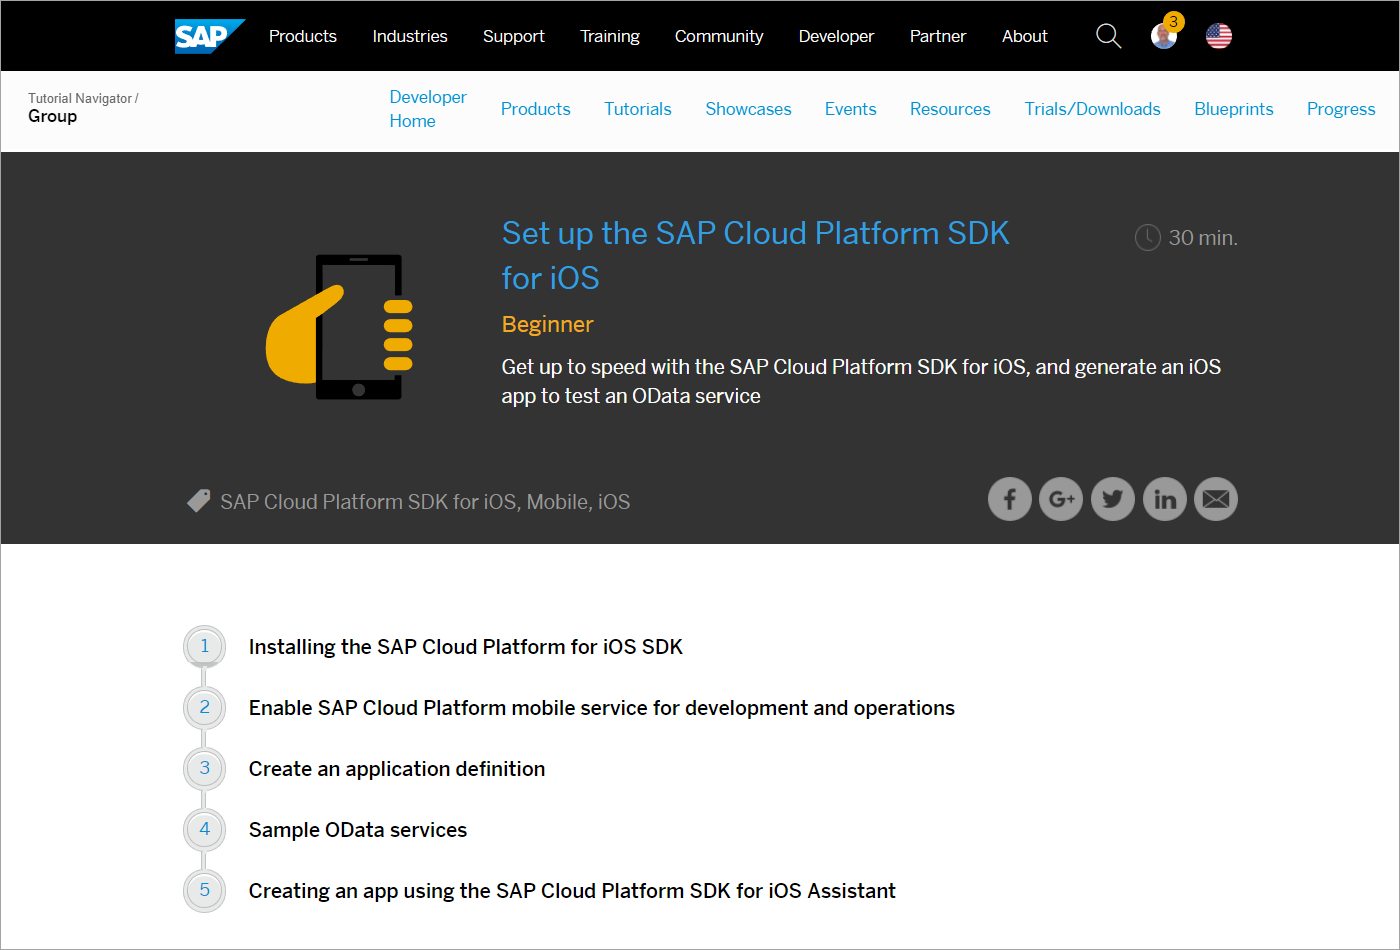 SAP Products Industries Support Training Community Developer Partner About 3
Tutorial Navigator /
Group
Developer
Home
Products Tutorials Showcases Events Resources Trials/Downloads Blueprints Progress
Set up the SAP Cloud Platform SDK
for iOS
30 min.
Beginner
Get up to speed with the SAP Cloud Platform SDK for iOS, and generate an iOS
app to test an OData service
SAP Cloud Platform SDK for iOS, Mobile, iOS
f G+ in
1 Installing the SAP Cloud Platform for iOS SDK
2 Enable SAP Cloud Platform mobile service for development and operations
3 Create an application definition
4 Sample OData services
5 Creating an app using the SAP Cloud Platform SDK for iOS Assistant